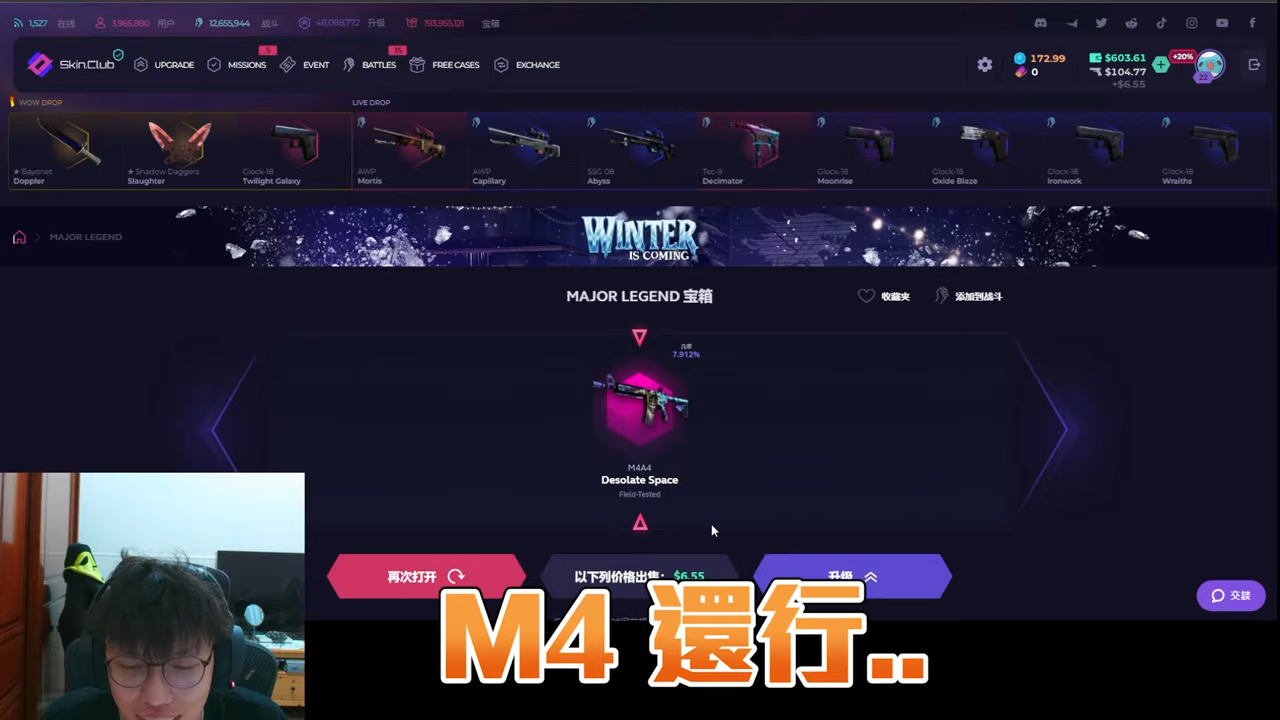 1,527 在线 3,965,880 用户 12,655,944 战斗 48,088,772 升级 193,955,121 宝箱
Skin.Club UPGRADE 5 MISSIONS EVENT 15 BATTLES FREE CASES EXCHANGE
172.99 $603.61 +20%
0 $104.77 22
+$6.55
WOW DROP LIVE DROP
★ Bayonet ★ Shadow Daggers Glock-18 AWP AWP SSG 08 Tec-9 Glock-18 Glock-18 Glock-18 Glock-18
Doppler Slaughter Twilight Galaxy Mortis Capillary Abyss Decimator Moonrise Oxide Blaze Ironwork Wraiths
WINTER
IS COMING
MAJOR LEGEND
MAJOR LEGEND 宝箱 收藏夹 添加到战斗
几率
7.912%
M4A4
Desolate Space
Field-Tested
再次打开 以下列价格出售: $6.55 升级
交談
M4 還行..